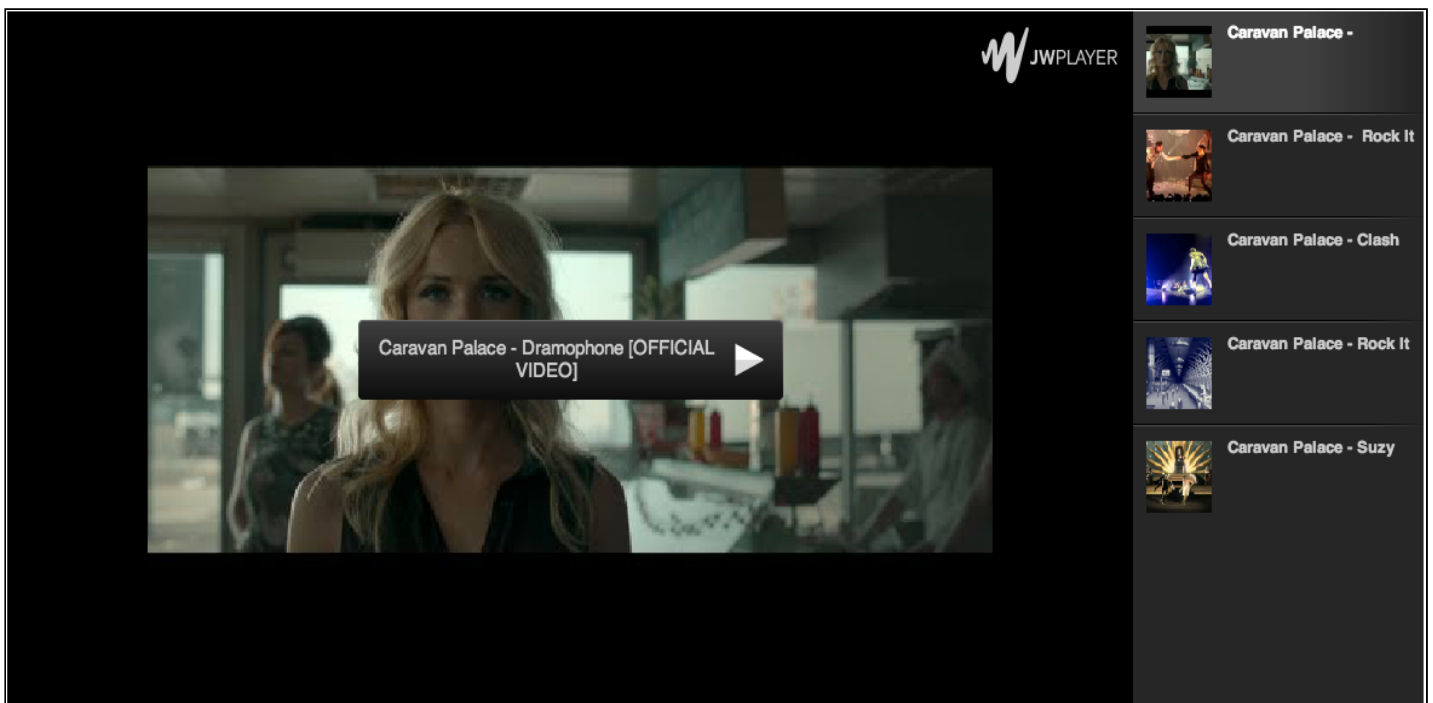 JWPLAYER
Caravan Palace - Dramophone [OFFICIAL
VIDEO]
Caravan Palace -
Caravan Palace -  Rock It
Caravan Palace - Clash
Caravan Palace - Rock It
Caravan Palace - Suzy